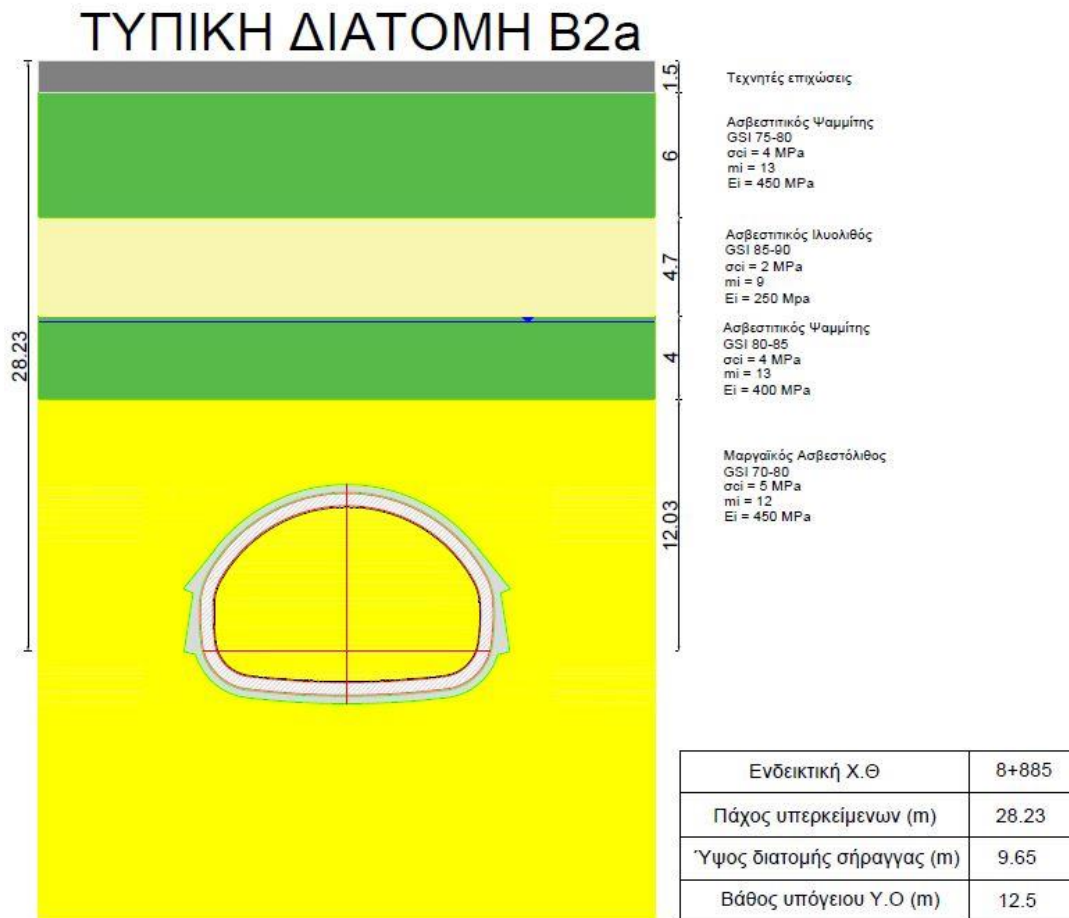 ΤΥΠΙΚΗ ΔΙΑΤΟΜΗ B2a
1.5
Τεχνητές επιχώσεις
6
Ασβεστιτικός Ψαμμίτης
GSI 75-80
σci = 4 MPa
mi = 13
Ei = 450 MPa
4.7
Ασβεστιτικός Ιλυολιθός
GSI 85-90
σci = 2 MPa
mi = 9
Ei = 250 Mpa
28.23
4
Ασβεστιτικός Ψαμμίτης
GSI 80-85
σci = 4 MPa
mi = 13
Ei = 400 MPa
12.03
Μαργαϊκός Ασβεστόλιθος
GSI 70-80
σci = 5 MPa
mi = 12
Ei = 450 MPa
Ενδεικτική Χ.Θ 8+885
Πάχος υπερκείμενων (m) 28.23
Ύψος διατομής σήραγγας (m) 9.65
Βάθος υπόγειου Υ.Ο (m) 12.5